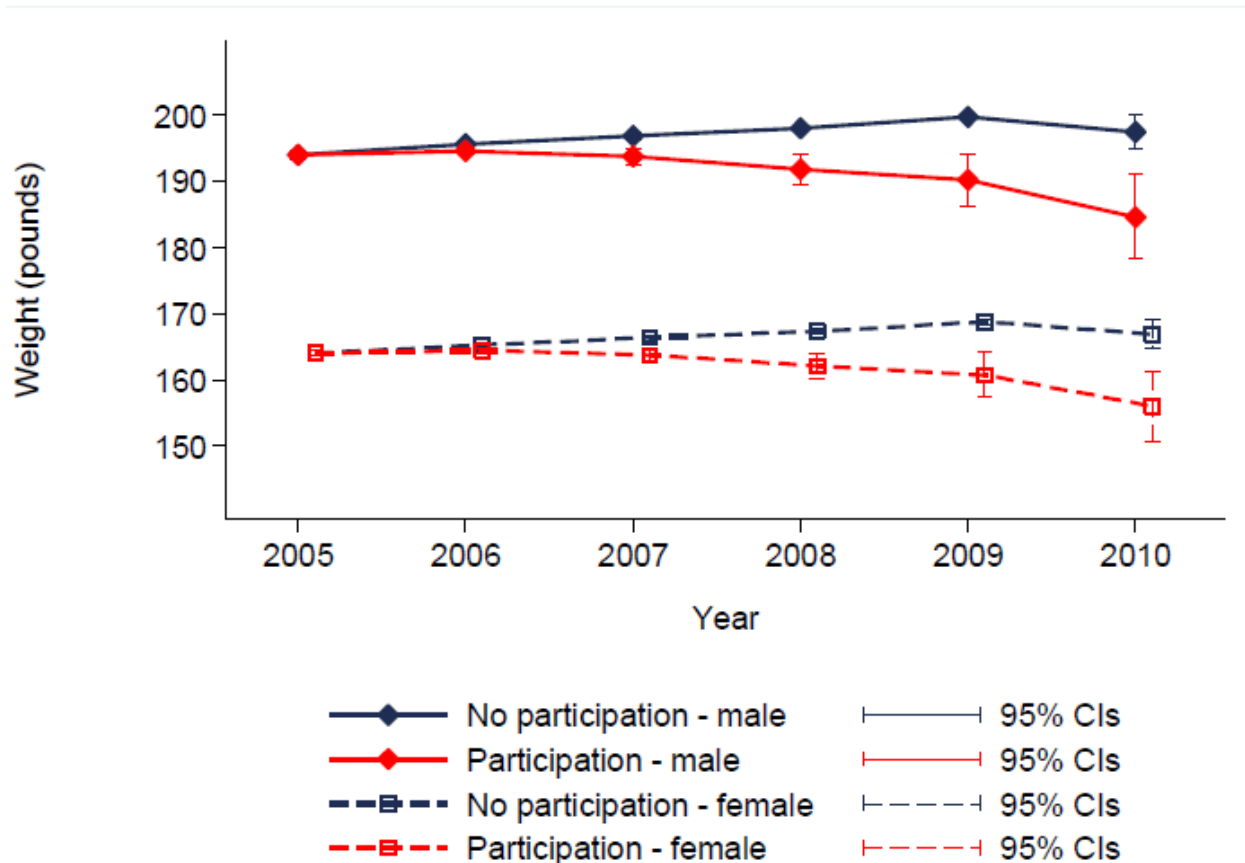 Weight (pounds)
200
190
180
170
160
150
2005 2006 2007 2008 2009 2010
Year
No participation - male 95% CIs
Participation - male 95% CIs
No participation - female 95% CIs
Participation - female 95% CIs